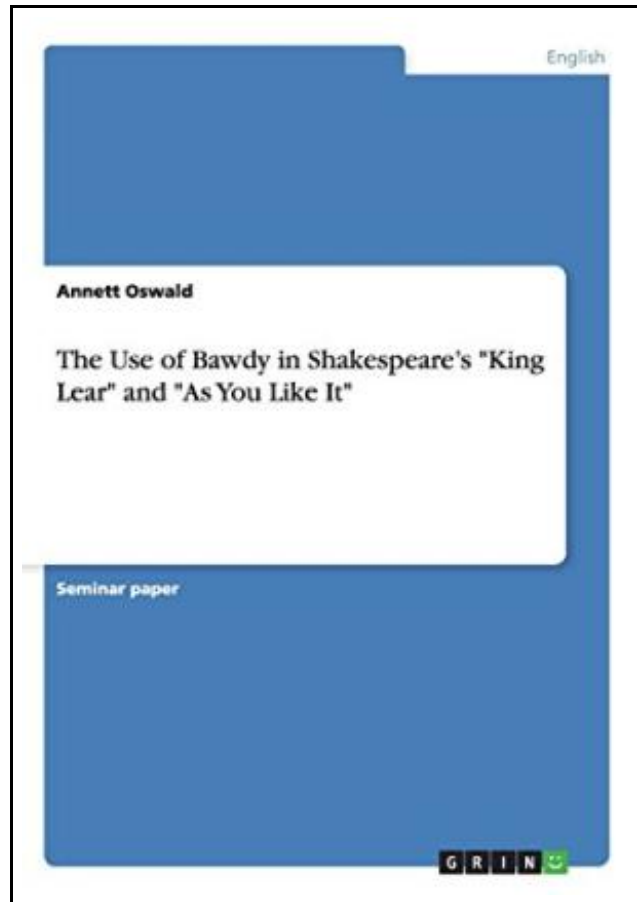 English
Annett Oswald
The Use of Bawdy in Shakespeare's "King
Lear" and "As You Like It"
Seminar paper
GRIN